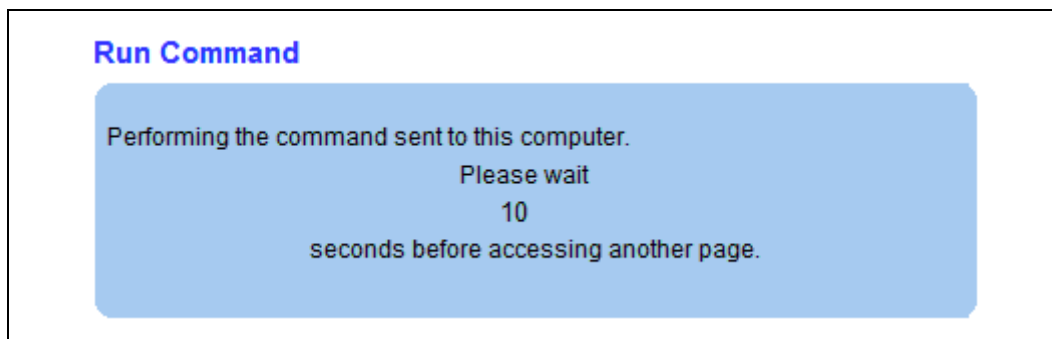 Run Command
Performing the command sent to this computer.
Please wait
10
seconds before accessing another page.